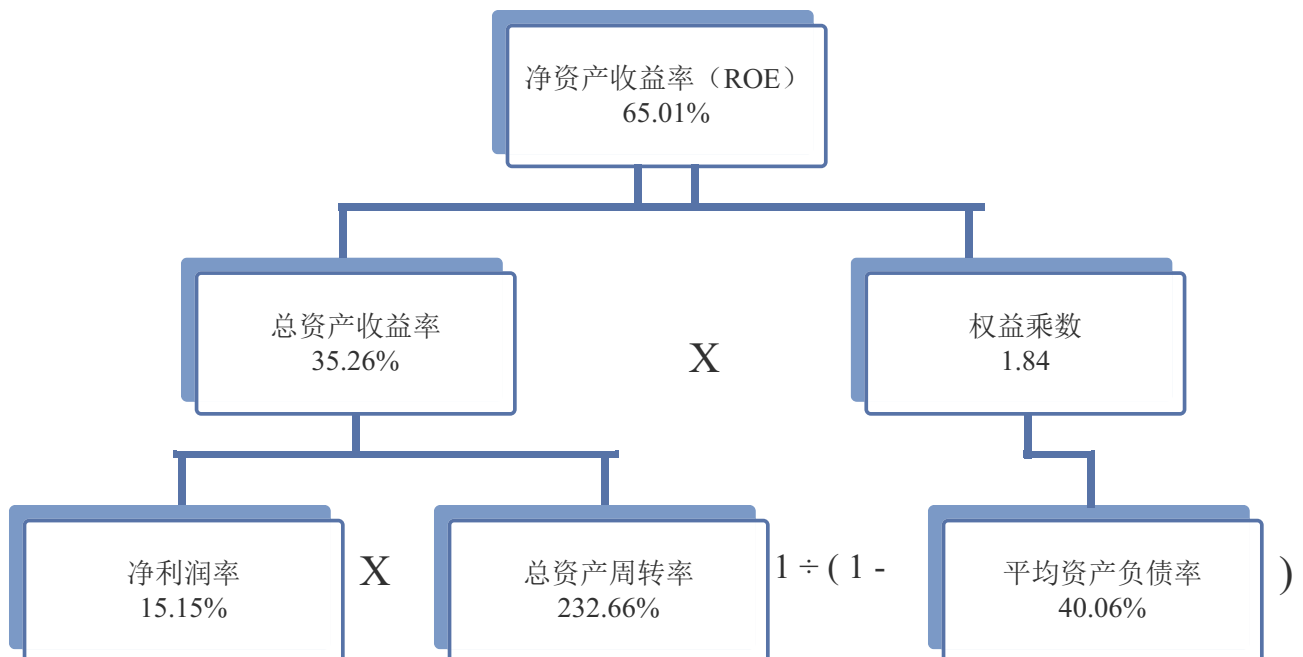 净资产收益率（ROE）
65.01%
总资产收益率
35.26%
X
权益乘数
1.84
净利润率
15.15%
X
总资产周转率
232.66%
1 ÷ ( 1 -
平均资产负债率
40.06%
)